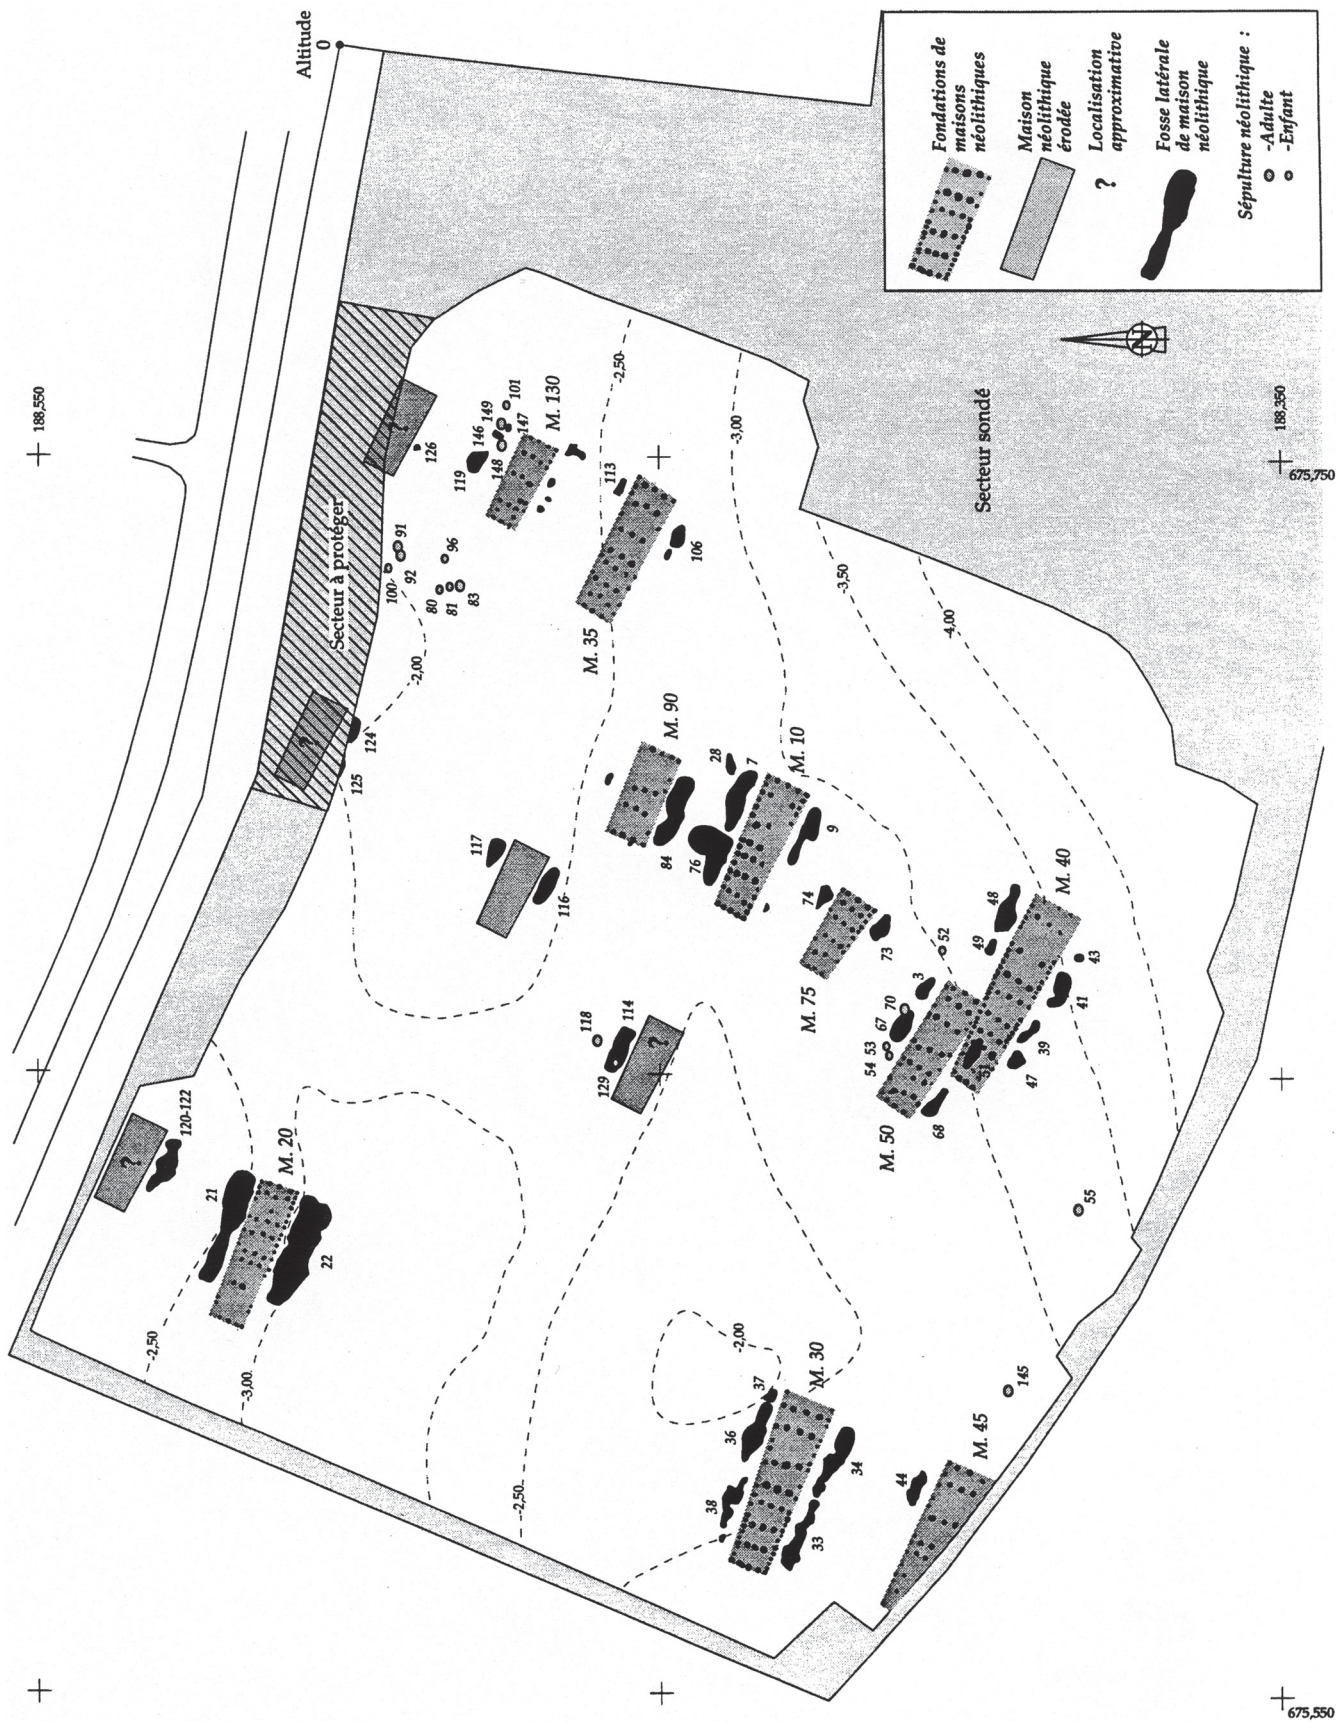 Altitude
0
Fondations de
maisons
néolithiques
Maison
néolithique
érodée
?
Localisation
approximative
Fosse latérale
de maison
néolithique
Sépulture néolithique :
-Adulte
-Enfant
N
Secteur sondé
Secteur à protéger
188,550
188,350
675,750
675,550
?
126
119
146
149
101
148
147
M. 130
-2,50
-3,00
113
106
M. 35
100
91
92
96
80
81
83
-2,00
?
124
125
-3,50
-4,00
M. 90
84
28
7
M. 10
76
9
117
116
74
73
M. 75
118
114
129
?
52
3
70
67
53
54
68
M. 50
48
49
M. 40
43
41
39
47
51
55
?
120-122
21
M. 20
22
-2,50
-3,00
-2,50
-2,00
37
M. 30
36
38
34
33
145
M. 45
44